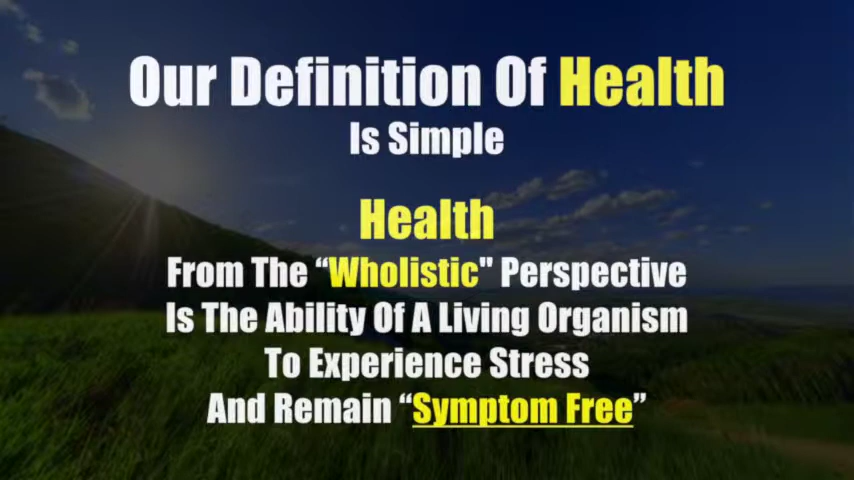 Our Definition Of Health
Is Simple
Health
From The “Wholistic" Perspective
Is The Ability Of A Living Organism
To Experience Stress
And Remain “Symptom Free”